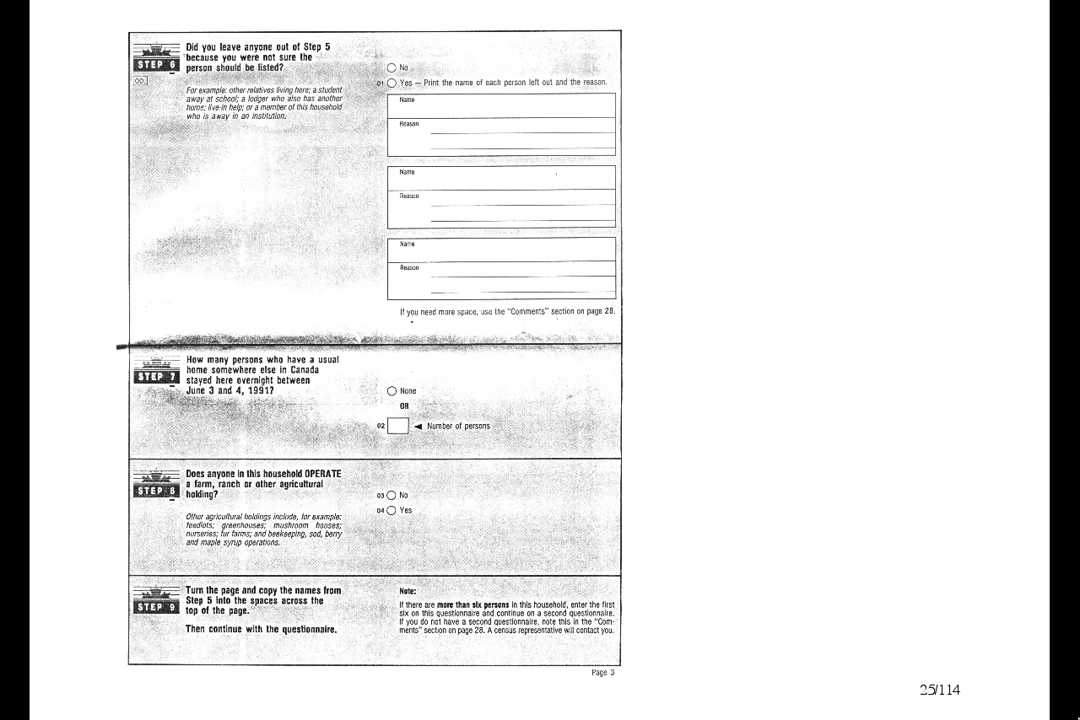 Did you leave anyone out of Step 5
because you were not sure the
person should be listed?
STEP 6
For example: other relatives living here; a student
away at school; a lodger who also has another
home; live-in help; or a member of this household
who is away in an institution.
No
01 Yes — Print the name of each person left out and the reason.
Name
Reason
Name
Reason
Name
Reason
If you need more space, use the "Comments" section on page 28.
How many persons who have a usual
home somewhere else in Canada
stayed here overnight between
June 3 and 4, 1991?
STEP 7
None
OR
02 ◄ Number of persons
Does anyone in this household OPERATE
a farm, ranch or other agricultural
holding?
STEP 8
Other agricultural holdings include, for example:
feedlots; greenhouses; mushroom houses;
nurseries; fur farms; and beekeeping, sod, berry
and maple syrup operations.
03 No
04 Yes
Turn the page and copy the names from
Step 5 into the spaces across the
top of the page.
STEP 9
Then continue with the questionnaire.
Note:
If there are more than six persons in this household, enter the first
six on this questionnaire and continue on a second questionnaire.
If you do not have a second questionnaire, note this in the "Com-
ments" section on page 28. A census representative will contact you.
Page 3
25/114